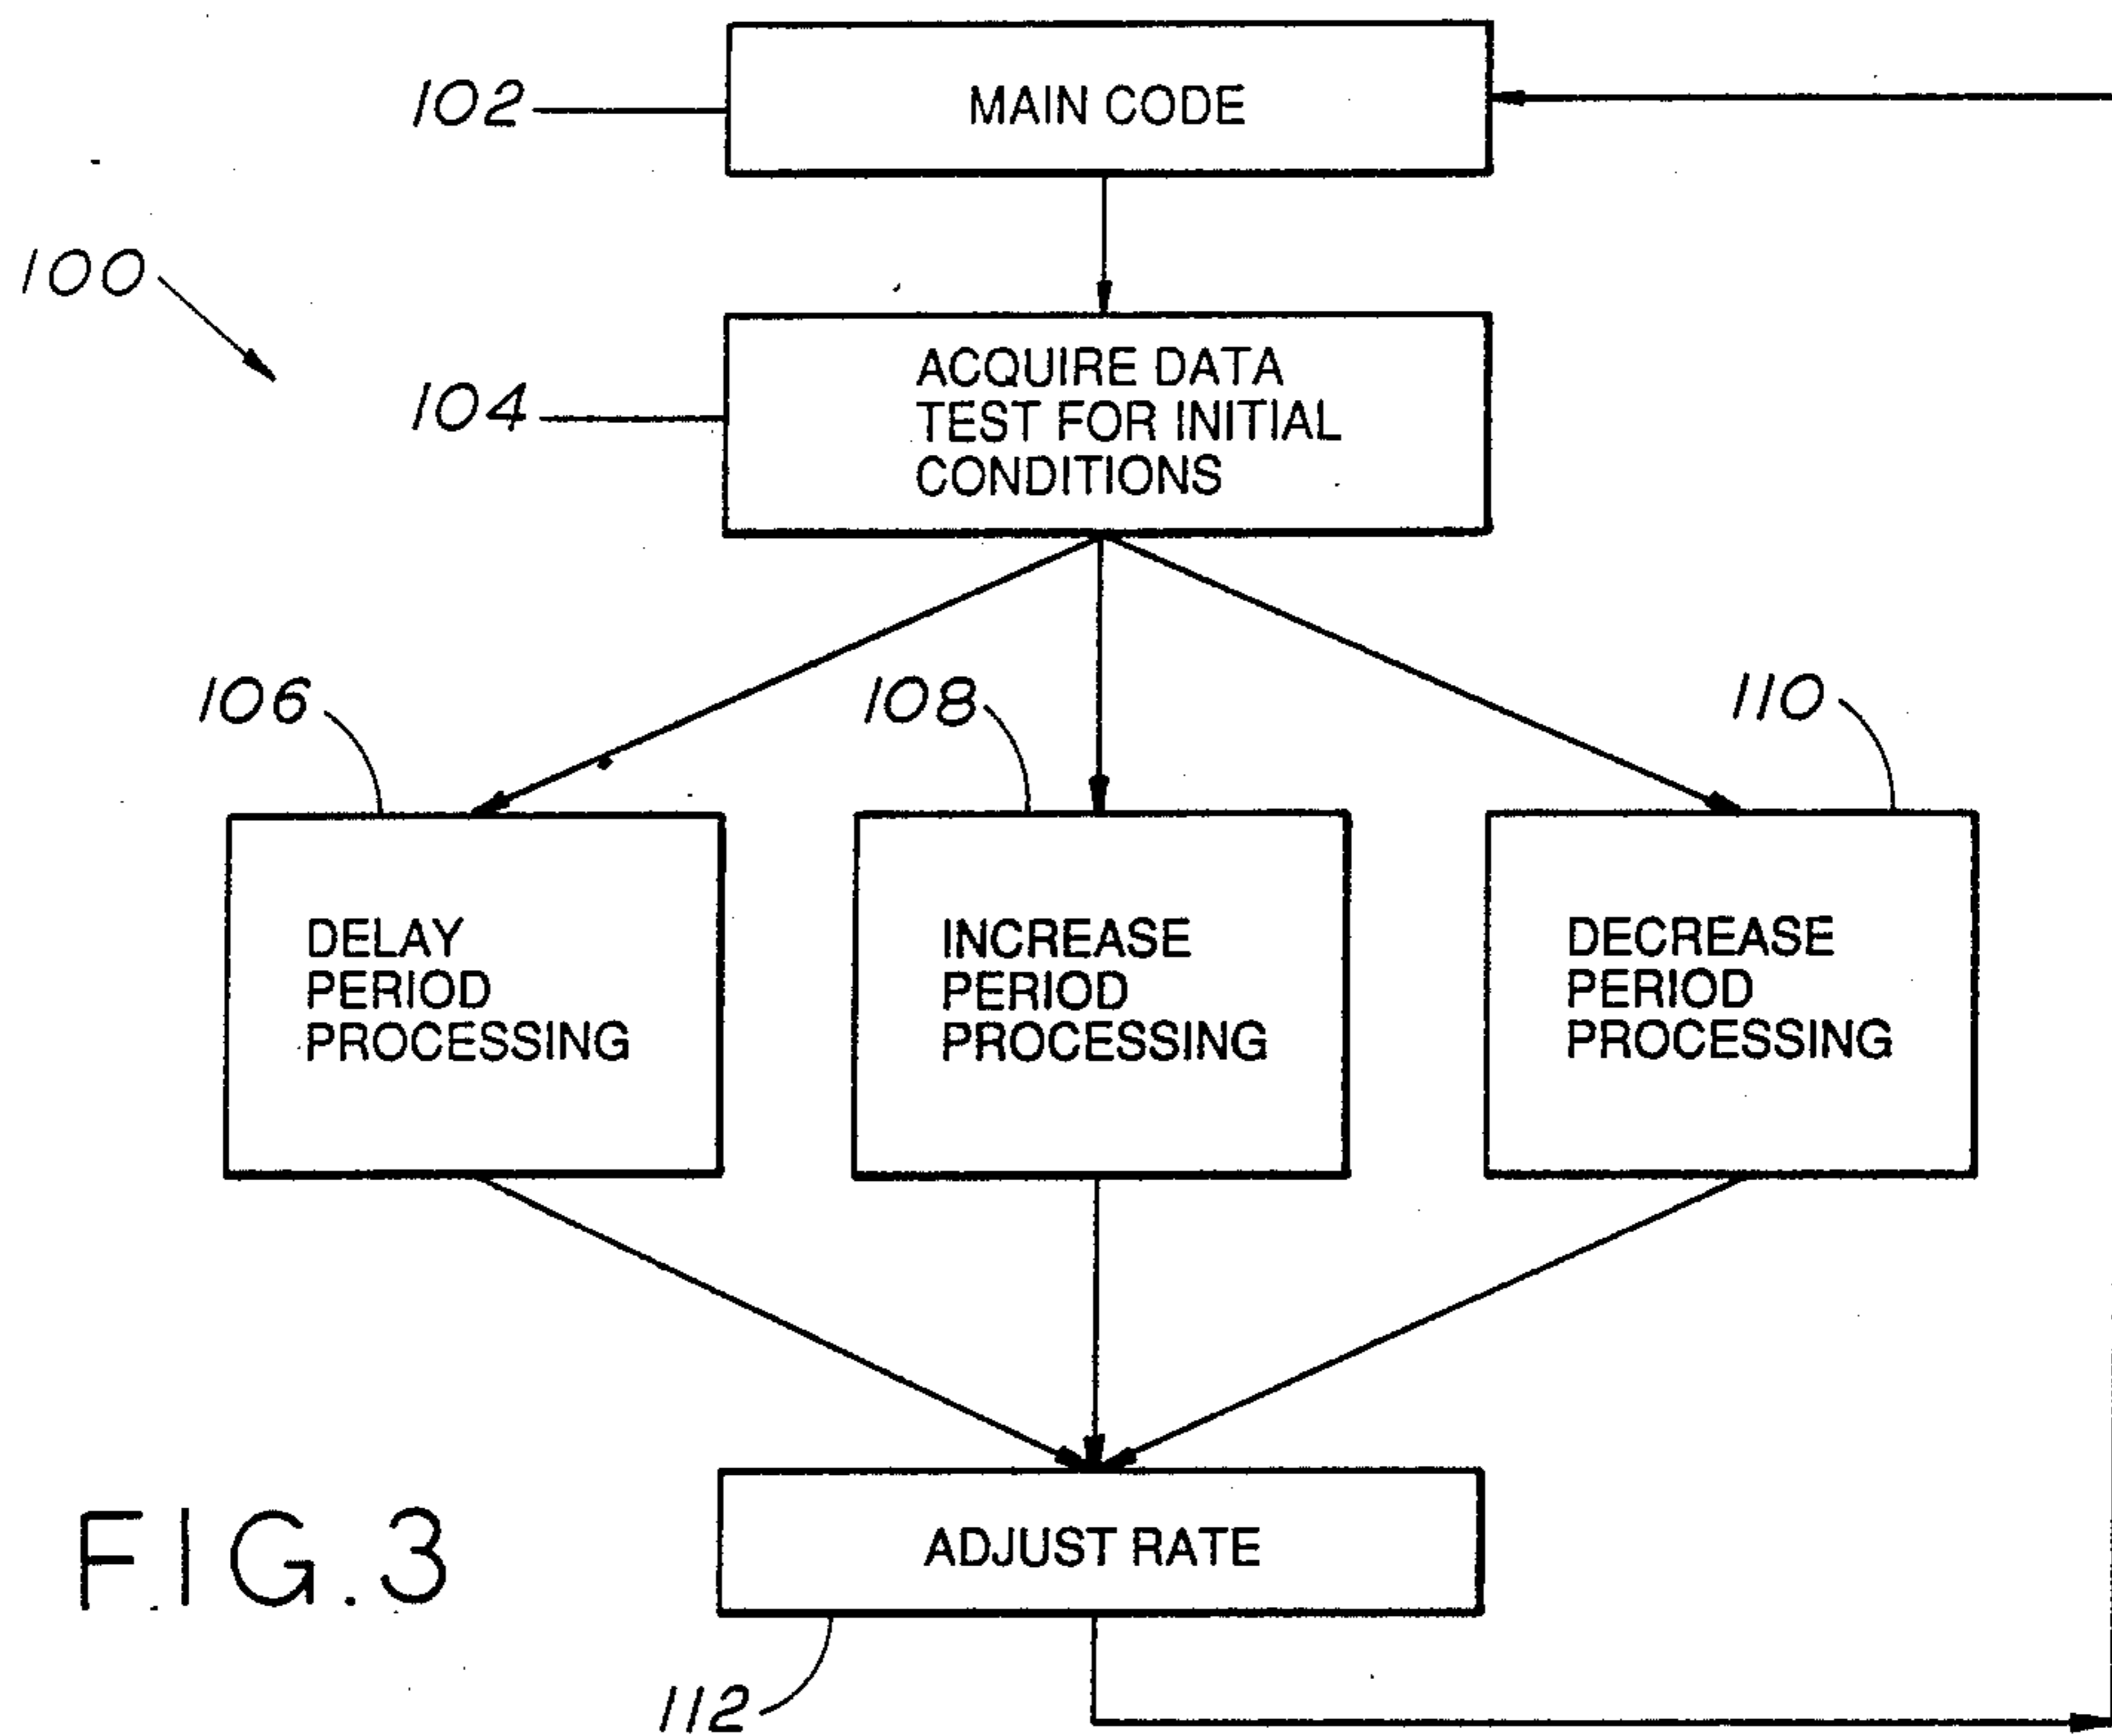 102
MAIN CODE
100
104
ACQUIRE DATA
TEST FOR INITIAL
CONDITIONS
106
108
110
DELAY
PERIOD
PROCESSING
INCREASE
PERIOD
PROCESSING
DECREASE
PERIOD
PROCESSING
FIG.3
ADJUST RATE
112